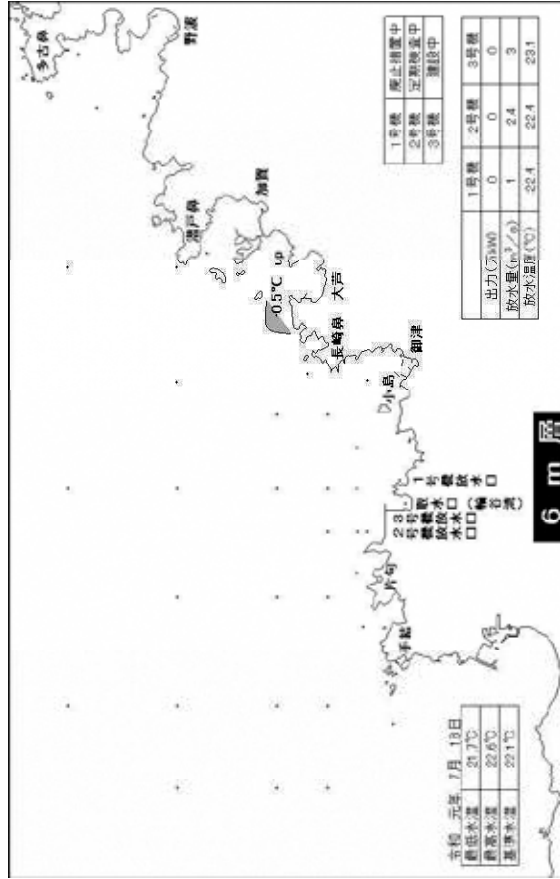 多古鼻
野波
潜戸鼻
加賀
0.5℃ up
大芦
長崎鼻
御津
小島
1号機放水口
取水口(輪谷湾)
3号機放水口
2号機放水口
片句
手結
令和 元年 7月 18日
最低水温 21.7℃
最高水温 22.6℃
基準水温 22.1℃
6 m 層
1号機 廃止措置中
2号機 定期検査中
3号機 建設中
1号機 2号機 3号機
出力(万kW) 0 0 0
放水量(m³/s) 1 2.4 3
放水温度(℃) 22.4 22.4 23.1